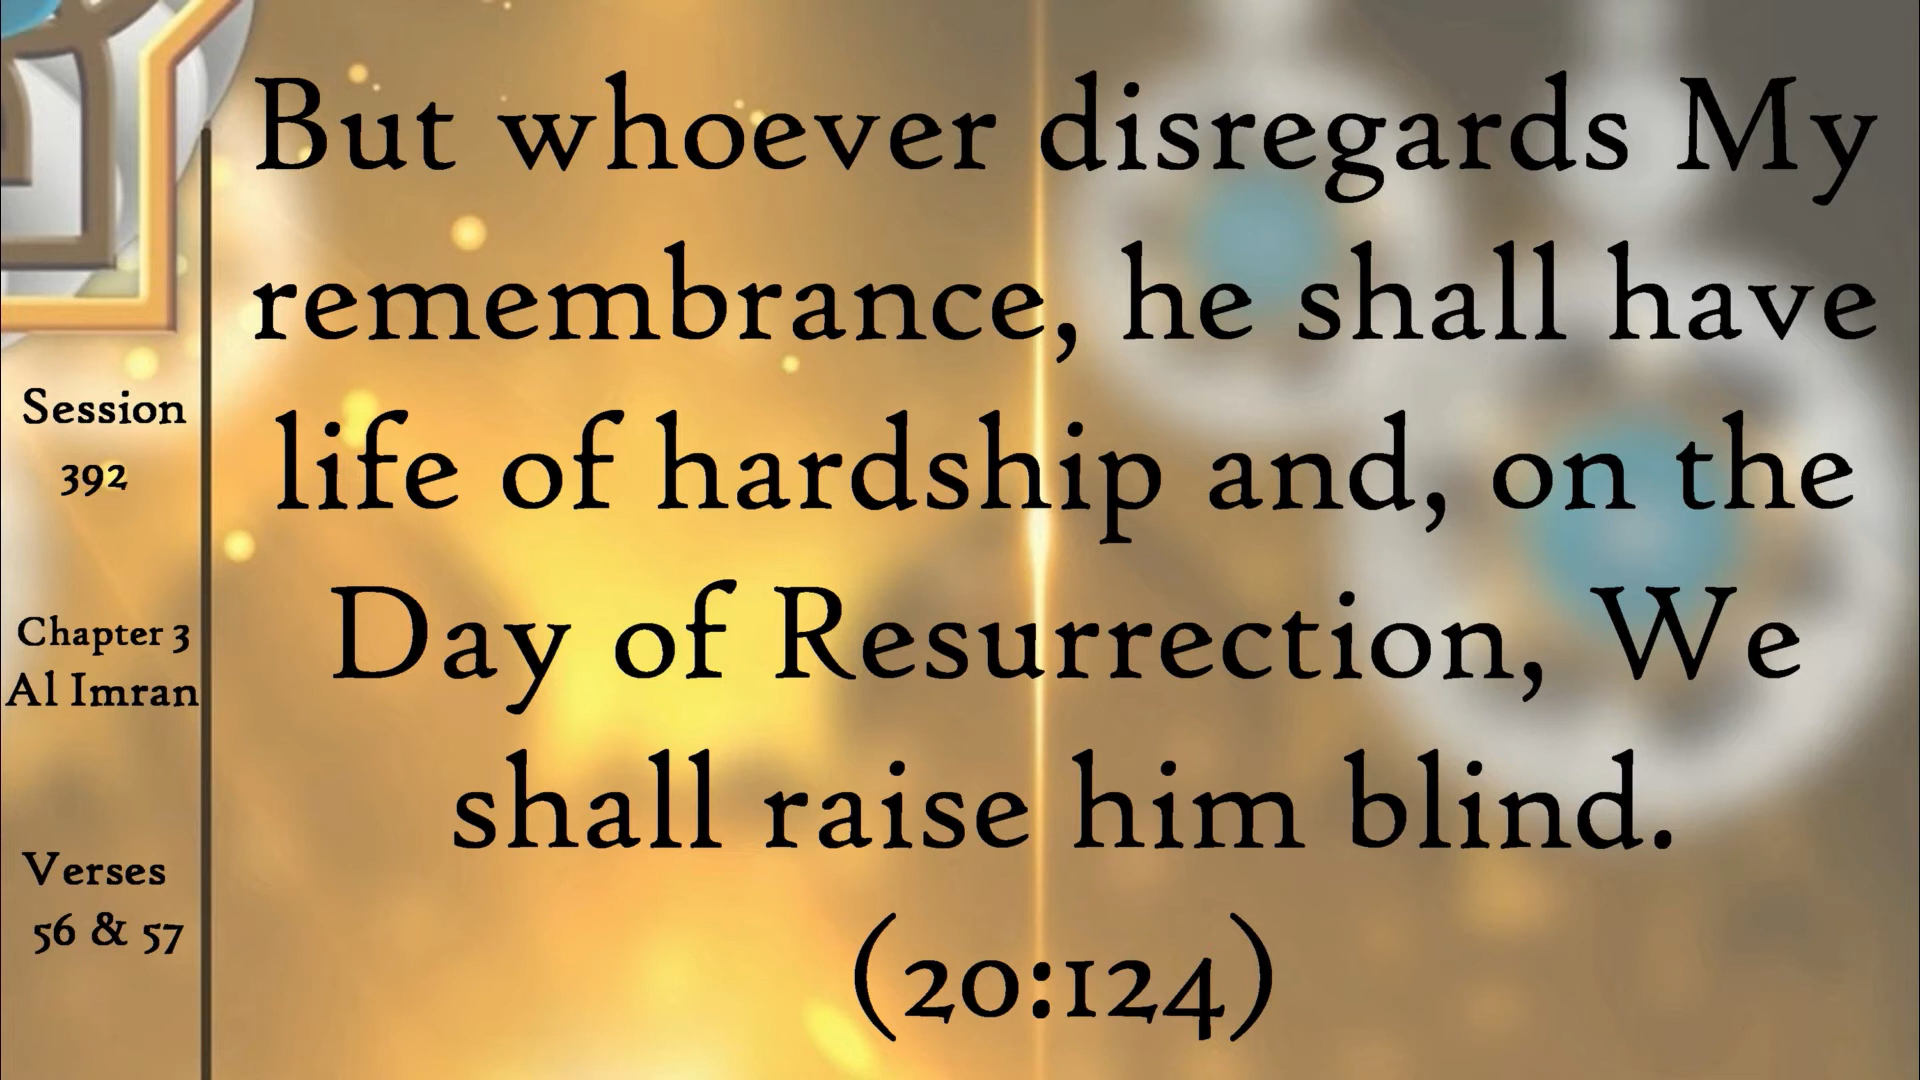 Session
392
Chapter 3
Al Imran
Verses
56 & 57
But whoever disregards My
remembrance, he shall have
life of hardship and, on the
Day of Resurrection, We
shall raise him blind.
(20:124)